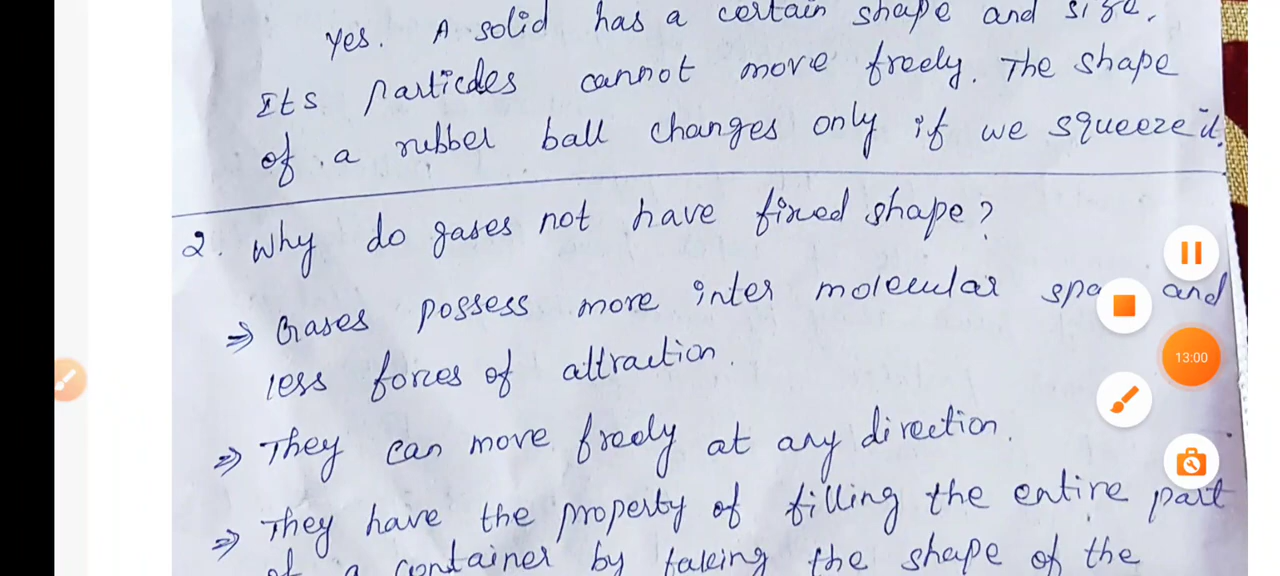 Yes. A solid has a certain shape and size.
Its particles cannot move freely. The shape
of a rubber ball changes only if we squeeze it.
2. Why do gases not have fixed shape?
⇒ Gases possess more inter molecular spa and
less forces of attraction.
⇒ They can move freely at any direction.
⇒ They have the property of filling the entire part
of a container by taking the shape of the
13:00